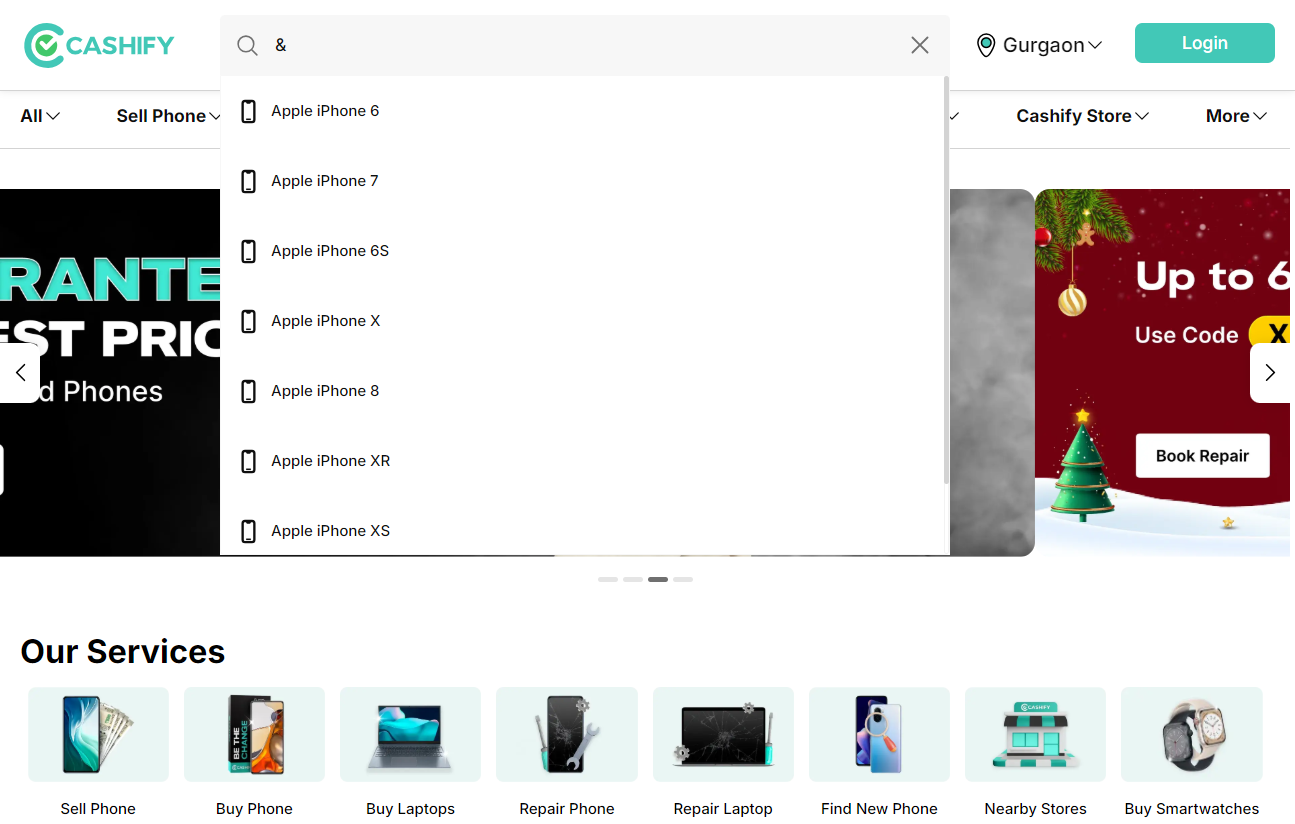 CASHIFY
&
Gurgaon
Login
All
Sell Phone
Cashify Store
More
Apple iPhone 6
Apple iPhone 7
Apple iPhone 6S
Apple iPhone X
Apple iPhone 8
Apple iPhone XR
Apple iPhone XS
RANTE
EST PRIC
d Phones
Up to 6
Use Code X
Book Repair
Our Services
BE THE CHANGE
CASHIFY
Sell Phone
Buy Phone
Buy Laptops
Repair Phone
Repair Laptop
Find New Phone
Nearby Stores
Buy Smartwatches